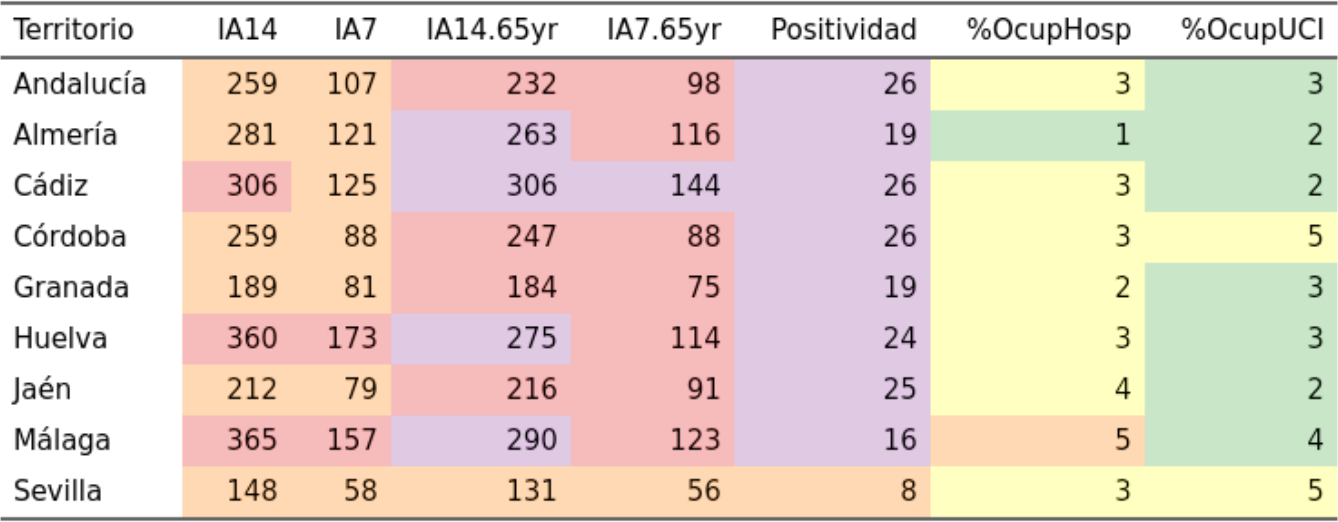 Territorio IA14 IA7 IA14.65yr IA7.65yr Positividad %OcupHosp %OcupUCI
Andalucía 259 107 232 98 26 3 3
Almería 281 121 263 116 19 1 2
Cádiz 306 125 306 144 26 3 2
Córdoba 259 88 247 88 26 3 5
Granada 189 81 184 75 19 2 3
Huelva 360 173 275 114 24 3 3
Jaén 212 79 216 91 25 4 2
Málaga 365 157 290 123 16 5 4
Sevilla 148 58 131 56 8 3 5